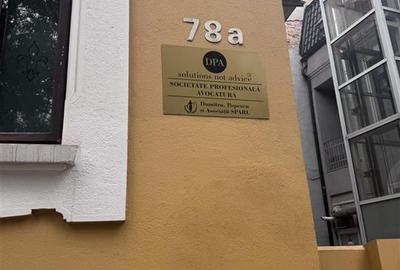 78a
DPA
solutions not advice
SOCIETATE PROFESIONALĂ
AVOCATURĂ
Dumitru, Popescu
și Asociații SPARL